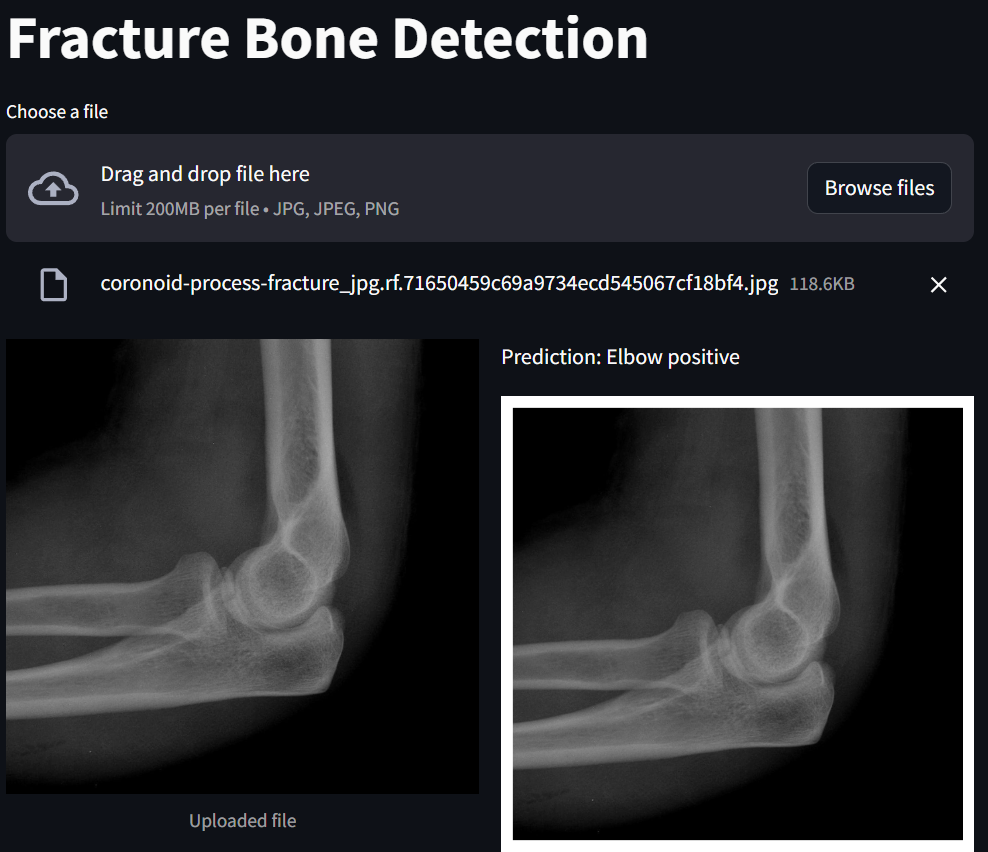 Fracture Bone Detection
Choose a file
Drag and drop file here
Limit 200MB per file • JPG, JPEG, PNG
Browse files
coronoid-process-fracture_jpg.rf.71650459c69a9734ecd545067cf18bf4.jpg 118.6KB
Prediction: Elbow positive
Uploaded file